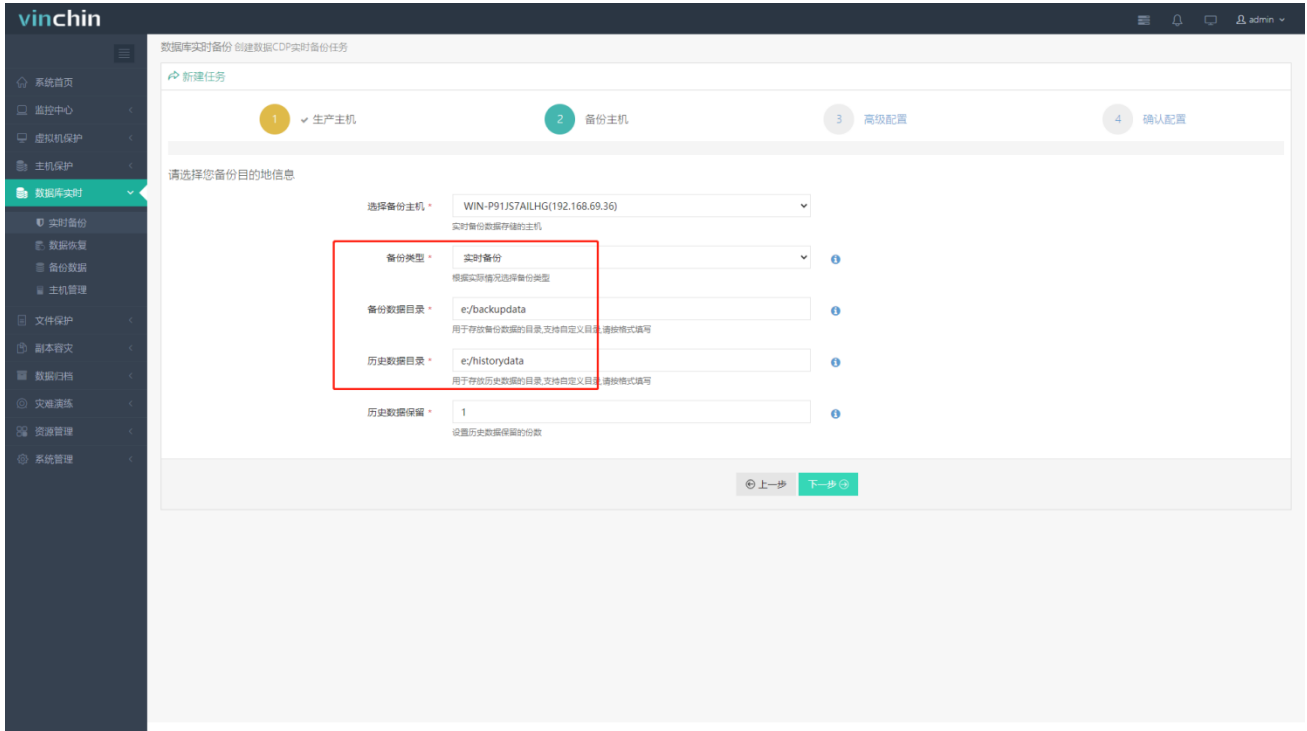 vinchin
admin
数据库实时备份 创建数据CDP实时备份任务
系统首页
监控中心
虚拟机保护
主机保护
数据库实时
实时备份
数据恢复
备份数据
主机管理
文件保护
副本容灾
数据归档
灾难演练
资源管理
系统管理
新建任务
1 生产主机
2 备份主机
3 高级配置
4 确认配置
请选择您备份目的地信息
选择备份主机 * WIN-P91JS7AILHG(192.168.69.36)
实时备份数据存储的主机
备份类型 * 实时备份
根据实际情况选择备份类型
备份数据目录 * e:/backupdata
用于存放备份数据的目录,支持自定义目录,请按格式填写
历史数据目录 * e:/historydata
用于存放历史数据的目录,支持自定义目录,请按格式填写
历史数据保留 * 1
设置历史数据保留的份数
上一步 下一步